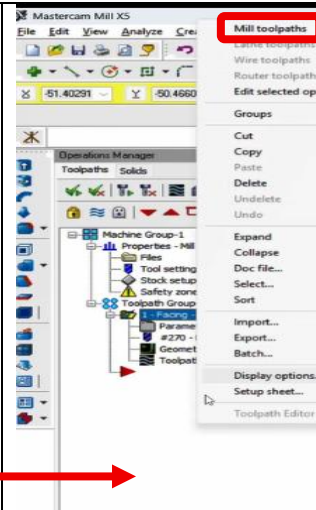 Mastercam Mill X5
File Edit View Analyze Crea
-51.40291 Y -50.4660
Operations Manager
Toolpaths Solids
Machine Group-1
Properties - Mill
Files
Tool setting
Stock setup
Safety zone
Toolpath Group
1 - Facing -
Parame
#270 -
Geomet
Toolpat
Mill toolpaths
Lathe toolpaths
Wire toolpaths
Router toolpath
Edit selected op
Groups
Cut
Copy
Paste
Delete
Undelete
Undo
Expand
Collapse
Doc file...
Select...
Sort
Import...
Export...
Batch...
Display options.
Setup sheet...
Toolpath Editor